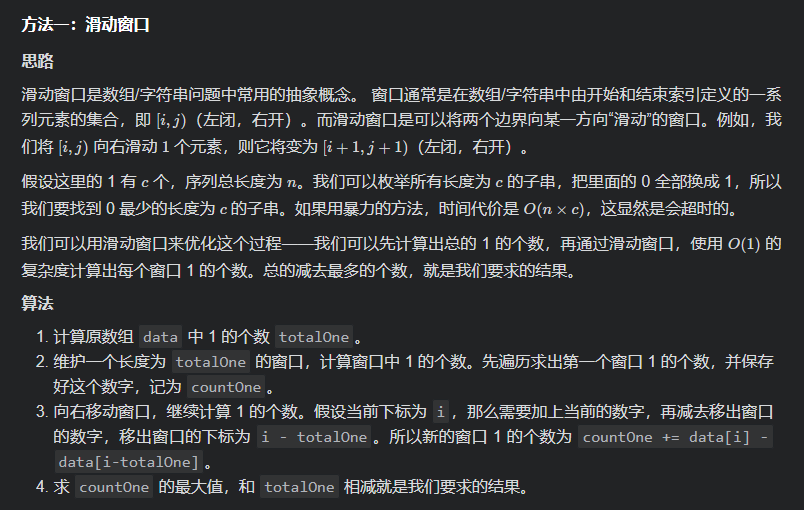 方法一：滑动窗口
思路
滑动窗口是数组/字符串问题中常用的抽象概念。 窗口通常是在数组/字符串中由开始和结束索引定义的一系
列元素的集合，即 [i, j)（左闭，右开）。而滑动窗口是可以将两个边界向某一方向“滑动”的窗口。例如，我
们将 [i, j) 向右滑动 1 个元素，则它将变为 [i + 1, j + 1)（左闭，右开）。
假设这里的 1 有 c 个，序列总长度为 n。我们可以枚举所有长度为 c 的子串，把里面的 0 全部换成 1，所以
我们要找到 0 最少的长度为 c 的子串。如果用暴力的方法，时间代价是 O(n × c)，这显然是会超时的。
我们可以用滑动窗口来优化这个过程——我们可以先计算出总的 1 的个数，再通过滑动窗口，使用 O(1) 的
复杂度计算出每个窗口 1 的个数。总的减去最多的个数，就是我们要求的结果。
算法
1. 计算原数组 data 中 1 的个数 totalOne 。
2. 维护一个长度为 totalOne 的窗口，计算窗口中 1 的个数。先遍历求出第一个窗口 1 的个数，并保存
好这个数字，记为 countOne 。
3. 向右移动窗口，继续计算 1 的个数。假设当前下标为 i ，那么需要加上当前的数字，再减去移出窗口
的数字，移出窗口的下标为 i - totalOne 。所以新的窗口 1 的个数为 countOne += data[i] -
data[i-totalOne] 。
4. 求 countOne 的最大值，和 totalOne 相减就是我们要求的结果。